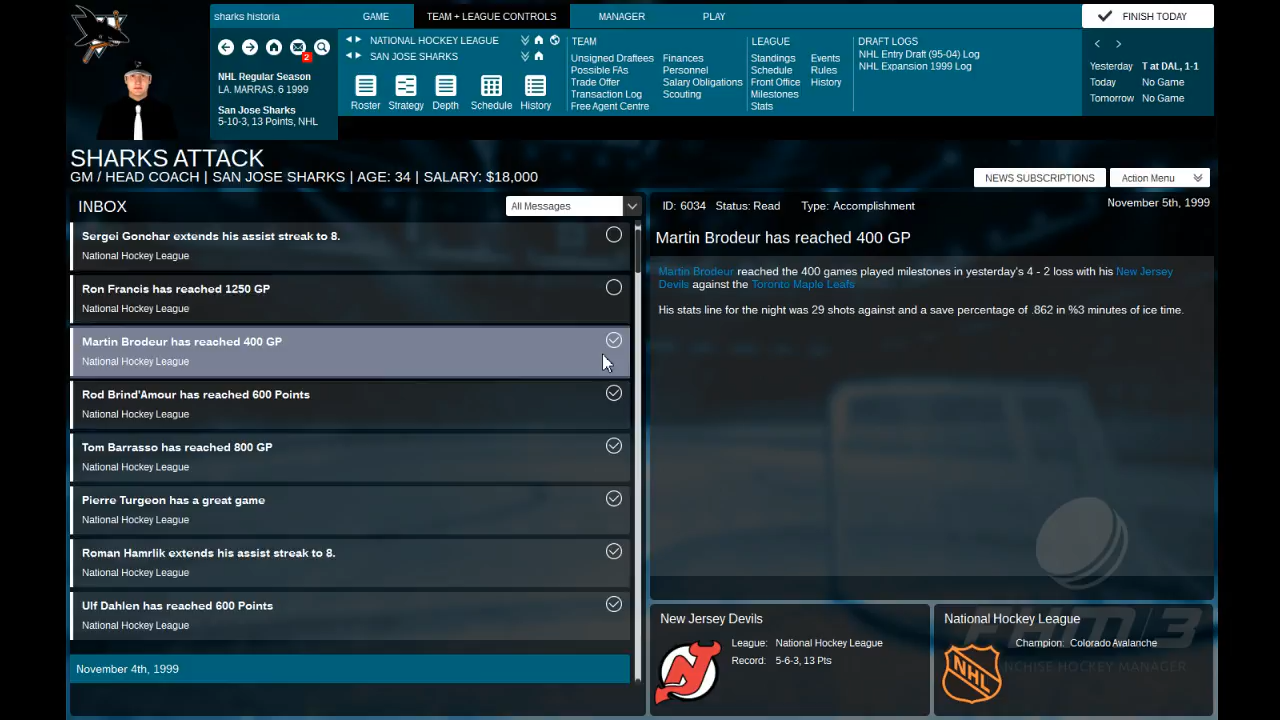 sharks historia
GAME
TEAM + LEAGUE CONTROLS
MANAGER
PLAY
FINISH TODAY
2
NHL Regular Season
LA. MARRAS. 6 1999
San Jose Sharks
5-10-3, 13 Points, NHL
NATIONAL HOCKEY LEAGUE
SAN JOSE SHARKS
Roster
Strategy
Depth
Schedule
History
TEAM
Unsigned Draftees
Possible FAs
Trade Offer
Transaction Log
Free Agent Centre
Finances
Personnel
Salary Obligations
Scouting
LEAGUE
Standings
Schedule
Front Office
Milestones
Stats
Events
Rules
History
DRAFT LOGS
NHL Entry Draft (95-04) Log
NHL Expansion 1999 Log
Yesterday T at DAL, 1-1
Today No Game
Tomorrow No Game
SHARKS ATTACK
GM / HEAD COACH | SAN JOSE SHARKS | AGE: 34 | SALARY: $18,000
NEWS SUBSCRIPTIONS
Action Menu
INBOX
All Messages
Sergei Gonchar extends his assist streak to 8.
National Hockey League
Ron Francis has reached 1250 GP
National Hockey League
Martin Brodeur has reached 400 GP
National Hockey League
Rod Brind'Amour has reached 600 Points
National Hockey League
Tom Barrasso has reached 800 GP
National Hockey League
Pierre Turgeon has a great game
National Hockey League
Roman Hamrlik extends his assist streak to 8.
National Hockey League
Ulf Dahlen has reached 600 Points
National Hockey League
November 4th, 1999
ID: 6034 Status: Read Type: Accomplishment
November 5th, 1999
Martin Brodeur has reached 400 GP
Martin Brodeur reached the 400 games played milestones in yesterday's 4 - 2 loss with his New Jersey
Devils against the Toronto Maple Leafs
His stats line for the night was 29 shots against and a save percentage of .862 in %3 minutes of ice time.
New Jersey Devils
League: National Hockey League
Record: 5-6-3, 13 Pts
National Hockey League
Champion: Colorado Avalanche
NHL
FHM/3
NCHISE HOCKEY MANAGER